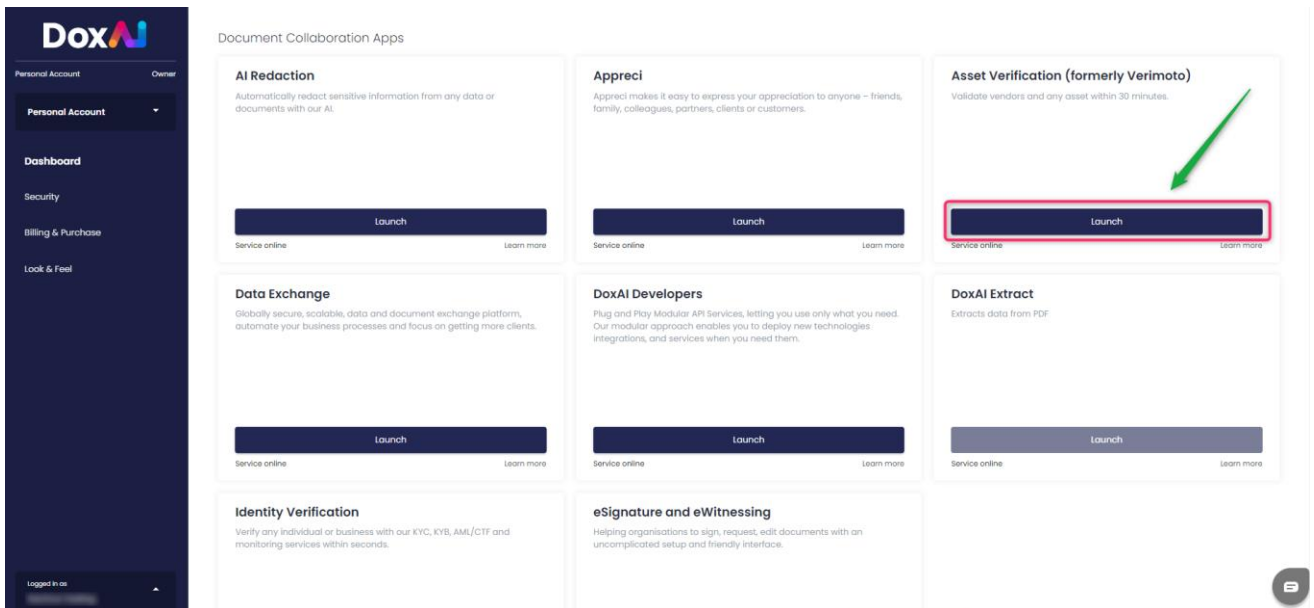 DoxAI
Personal Account
Owner
Personal Account
Dashboard
Security
Billing & Purchase
Look & Feel
Logged in as
Document Collaboration Apps
AI Redaction
Automatically redact sensitive information from any data or
documents with our AI.
Launch
Service online
Learn more
Appreci
Appreci makes it easy to express your appreciation to anyone – friends,
family, colleagues, partners, clients or customers.
Launch
Service online
Learn more
Asset Verification (formerly Verimoto)
Validate vendors and any asset within 30 minutes.
Launch
Service online
Learn more
Data Exchange
Globally secure, scalable, data and document exchange platform,
automate your business processes and focus on getting more clients.
Launch
Service online
Learn more
DoxAI Developers
Plug and Play Modular API Services, letting you use only what you need.
Our modular approach enables you to deploy new technologies
integrations, and services when you need them.
Launch
Service online
Learn more
DoxAI Extract
Extracts data from PDF
Launch
Service online
Learn more
Identity Verification
Verify any individual or business with our KYC, KYB, AML/CTF and
monitoring services within seconds.
eSignature and eWitnessing
Helping organisations to sign, request, edit documents with an
uncomplicated setup and friendly interface.